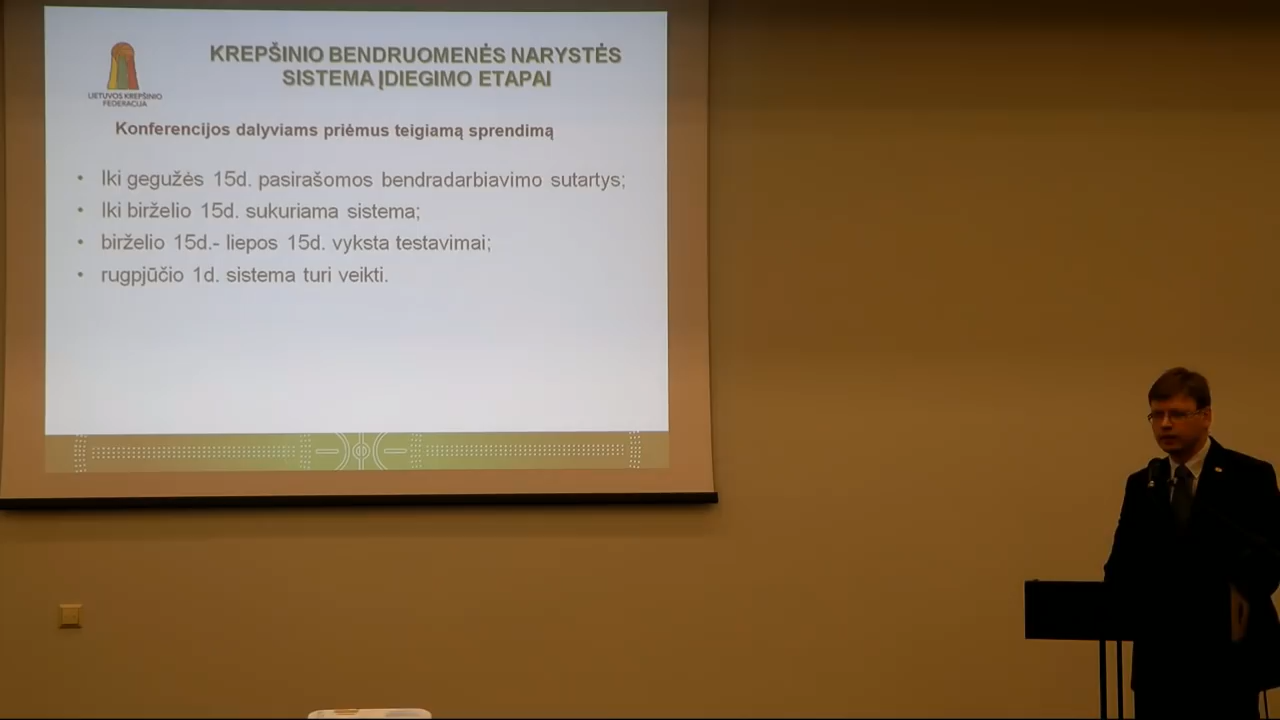 KREPŠINIO BENDRUOMENĖS NARYSTĖS
SISTEMA ĮDIEGIMO ETAPAI
LIETUVOS KREPŠINIO
FEDERACIJA
Konferencijos dalyviams priėmus teigiamą sprendimą
• Iki gegužės 15d. pasirašomos bendradarbiavimo sutartys;
• Iki birželio 15d. sukuriama sistema;
• birželio 15d.- liepos 15d. vyksta testavimai;
• rugpjūčio 1d. sistema turi veikti.